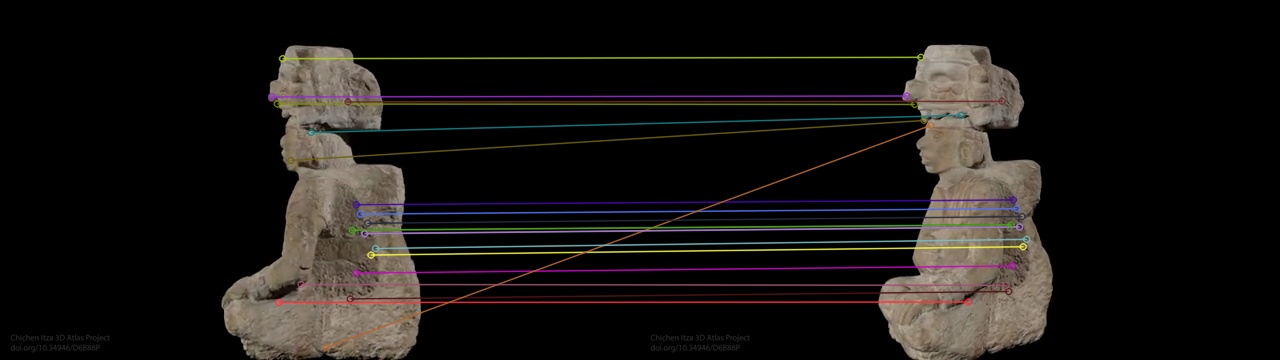 Chichen Itza 3D Atlas Project
doi.org/10.34946/D6B88P
Chichen Itza 3D Atlas Project
doi.org/10.34946/D6B88P